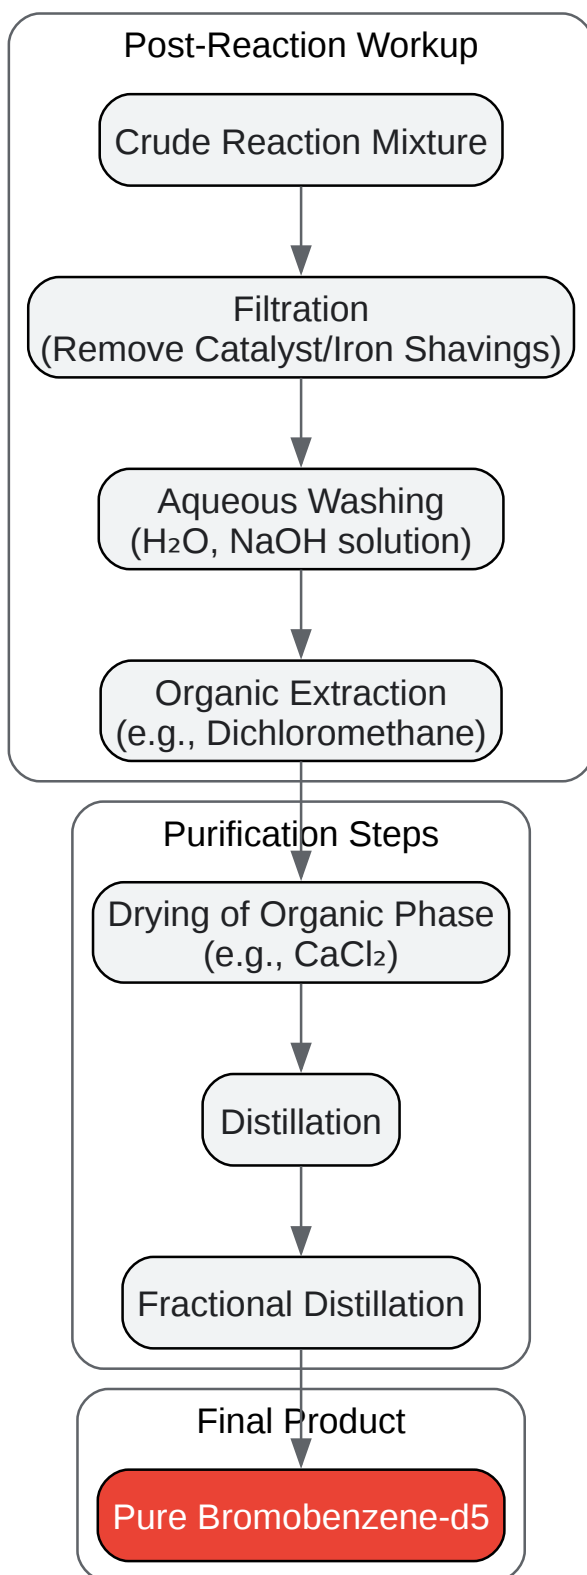 Post-Reaction Workup
Crude Reaction Mixture
Filtration
(Remove Catalyst/Iron Shavings)
Aqueous Washing
(H₂O, NaOH solution)
Organic Extraction
(e.g., Dichloromethane)
Purification Steps
Drying of Organic Phase
(e.g., CaCl₂)
Distillation
Fractional Distillation
Final Product
Pure Bromobenzene-d5